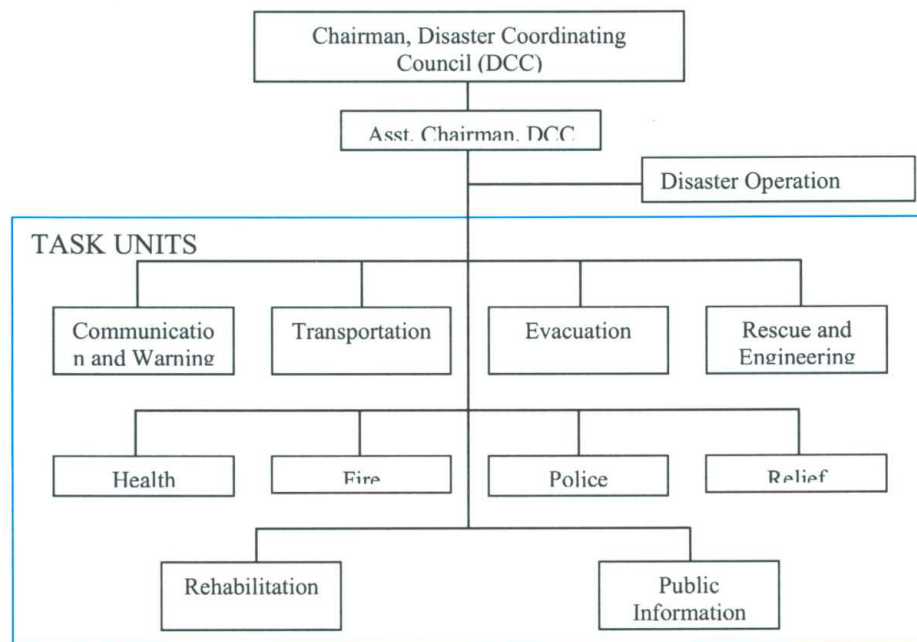 Chairman, Disaster Coordinating
Council (DCC)
Asst. Chairman, DCC
Disaster Operation
TASK UNITS
Communicatio
n and Warning
Transportation
Evacuation
Rescue and
Engineering
Health
Fire
Police
Relief
Rehabilitation
Public
Information